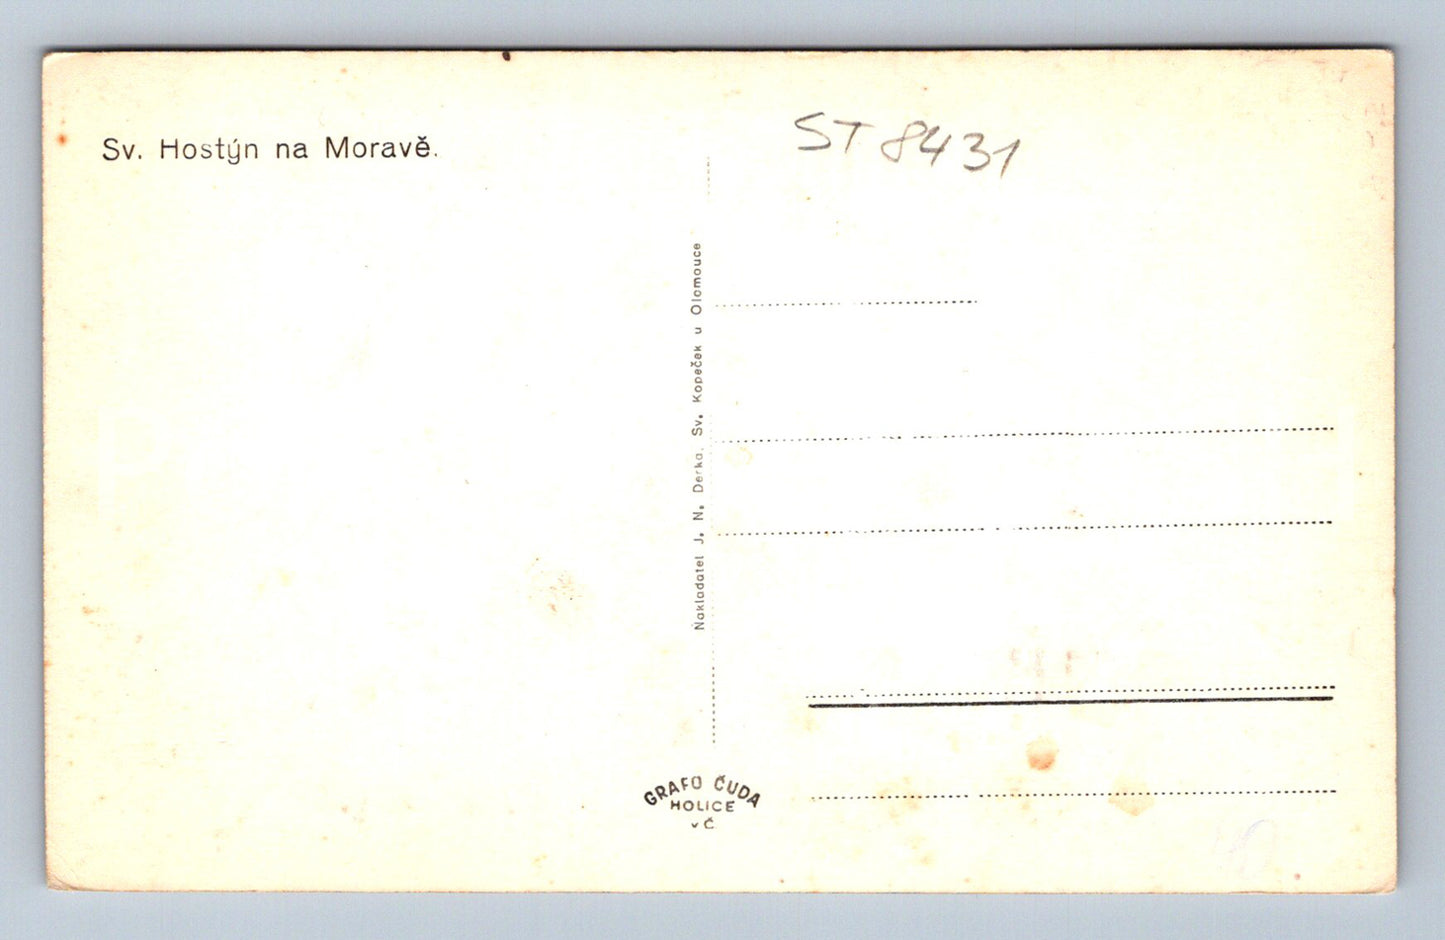 Sv. Hostýn na Moravě.
ST 8431
Nakladatel J. N. Derka, Sv. Kopeček u Olomouce
GRAFO ČUDA
HOLICE
v Č